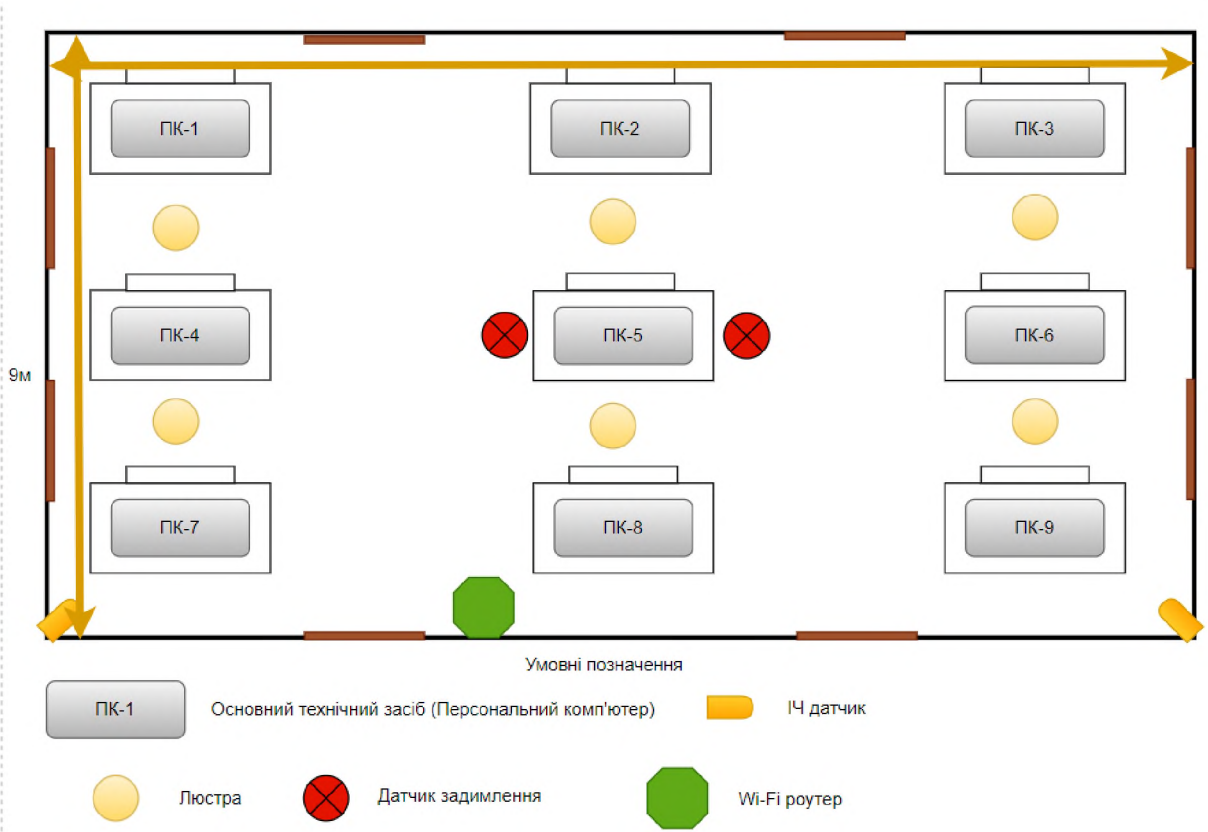 ПК-1
ПК-2
ПК-3
ПК-4
ПК-5
ПК-6
9м
ПК-7
ПК-8
ПК-9
Умовні позначення
ПК-1
Основний технічний засіб (Персональний комп'ютер)
ІЧ датчик
Люстра
Датчик задимлення
Wi-Fi роутер